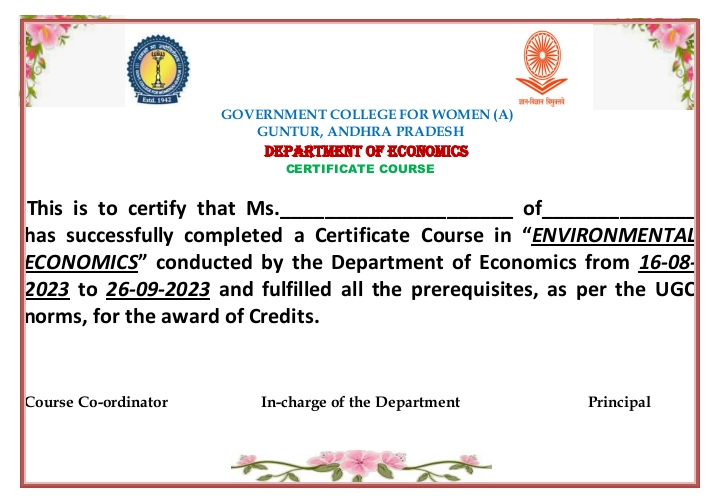 Estd. 1942
ज्ञान-विज्ञान विमुक्तये
GOVERNMENT COLLEGE FOR WOMEN (A)
GUNTUR, ANDHRA PRADESH
DEPARTMENT OF ECONOMICS
CERTIFICATE COURSE
This is to certify that Ms._____________________ of______________
has successfully completed a Certificate Course in “ENVIRONMENTAL
ECONOMICS” conducted by the Department of Economics from 16-08-
2023 to 26-09-2023 and fulfilled all the prerequisites, as per the UGC
norms, for the award of Credits.
Course Co-ordinator In-charge of the Department Principal